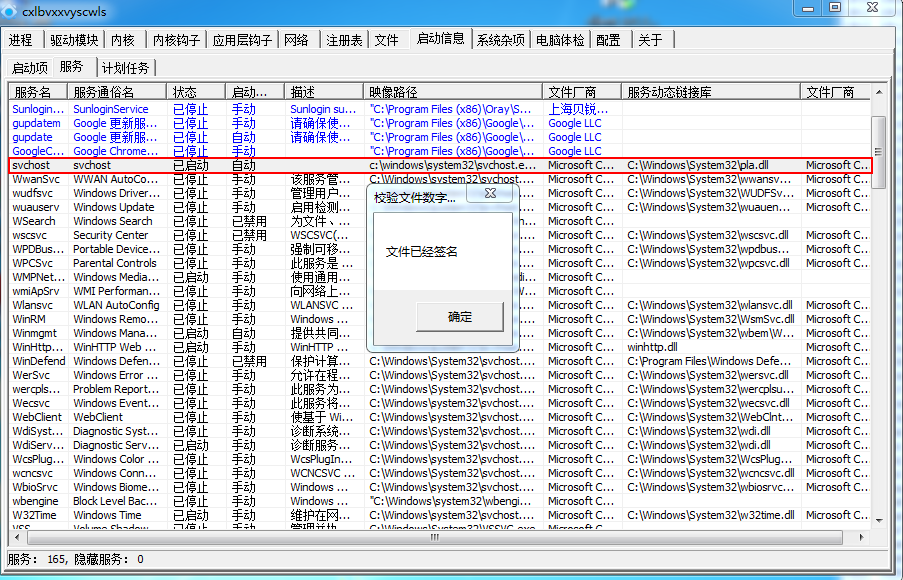 cxlbvxxvyscwls
进程 驱动模块 内核 内核钩子 应用层钩子 网络 注册表 文件 启动信息 系统杂项 电脑体检 配置 关于
启动项 服务 计划任务
服务名 服务通俗名 状态 启动... 描述 映像路径 文件厂商 服务动态链接库 文件厂商
Sunlogin... SunloginService 已停止 手动 Sunlogin su... "C:\Program Files (x86)\Oray\S... 上海贝锐...
gupdatem Google 更新服... 已停止 手动 请确保使... "C:\Program Files (x86)\Google\... Google LLC
gupdate Google 更新服... 已停止 自动 请确保使... "C:\Program Files (x86)\Google\... Google LLC
GoogleC... Google Chrome... 已停止 手动 "C:\Program Files (x86)\Google\... Google LLC
svchost svchost 已启动 自动 c:\windows\system32\svchost.e... Microsoft C... C:\Windows\System32\pla.dll Microsoft C...
WwanSvc WWAN AutoCo... 已停止 手动 该服务管... C:\Windows\System32\svchost.... Microsoft C... C:\Windows\System32\wwansv... Microsoft C...
wudfsvc Windows Driver... 已停止 手动 管理用户... Microsoft C... C:\Windows\System32\WUDFSv... Microsoft C...
wuauserv Windows Update 已停止 手动 启用检测... Microsoft C... C:\Windows\System32\wuauen... Microsoft C...
WSearch Windows Search 已停止 已禁用 为文件、... Microsoft C...
wscsvc Security Center 已停止 已禁用 WSCSVC(... Microsoft C... C:\Windows\System32\wscsvc.dll Microsoft C...
WPDBus... Portable Device... 已停止 手动 强制可移... Microsoft C... C:\Windows\System32\wpdbus... Microsoft C...
WPCSvc Parental Controls 已停止 手动 此服务是 ... Microsoft C... C:\Windows\System32\wpcsvc.dll Microsoft C...
WMPNet... Windows Media... 已启动 手动 使用通用... Microsoft C...
wmiApSrv WMI Performan... 已停止 手动 向网络上... Microsoft C...
Wlansvc WLAN AutoConfig 已停止 手动 WLANSVC ... Microsoft C... C:\Windows\System32\wlansvc.dll Microsoft C...
WinRM Windows Remo... 已停止 手动 Windows ... Microsoft C... C:\Windows\System32\WsmSvc.dll Microsoft C...
Winmgmt Windows Mana... 已启动 自动 提供共同... Microsoft C... C:\Windows\System32\wbem\W... Microsoft C...
WinHttp... WinHTTP Web ... 已启动 手动 WinHTTP ... Microsoft C... winhttp.dll Microsoft C...
校验文件数字...
文件已经签名
确定
WinDefend Windows Defen... 已停止 已禁用 保护计算... C:\Windows\System32\svchost.... Microsoft C... C:\Program Files\Windows Defe... Microsoft C...
WerSvc Windows Error ... 已停止 手动 允许在程... C:\Windows\System32\svchost.... Microsoft C... C:\Windows\System32\wersvc.dll Microsoft C...
wercpls... Problem Report... 已停止 手动 此服务为... C:\Windows\System32\svchost.... Microsoft C... C:\Windows\System32\wercplsu... Microsoft C...
Wecsvc Windows Event... 已停止 手动 此服务将... C:\Windows\System32\svchost.... Microsoft C... C:\Windows\System32\wecsvc.dll Microsoft C...
WebClient WebClient 已停止 手动 使基于 Wi... C:\Windows\System32\svchost.... Microsoft C... C:\Windows\System32\WebClnt... Microsoft C...
WdiSyst... Diagnostic Syst... 已停止 手动 诊断系统... C:\Windows\System32\svchost.... Microsoft C... C:\Windows\System32\wdi.dll Microsoft C...
WdiServ... Diagnostic Serv... 已启动 手动 诊断服务... C:\Windows\System32\svchost.... Microsoft C... C:\Windows\System32\wdi.dll Microsoft C...
WcsPlug... Windows Color ... 已停止 手动 WcsPlugIn... C:\Windows\System32\svchost.... Microsoft C... C:\Windows\System32\WcsPlug... Microsoft C...
wcncsvc Windows Conn... 已停止 手动 WCNCSVC ... C:\Windows\System32\svchost.... Microsoft C... C:\Windows\System32\wcncsvc.dll Microsoft C...
WbioSrvc Windows Biome... 已停止 手动 Windows ... C:\Windows\System32\svchost.... Microsoft C... C:\Windows\System32\wbiosrvc... Microsoft C...
wbengine Block Level Bac... 已停止 手动 Windows ... "C:\Windows\system32\wbengi... Microsoft C...
W32Time Windows Time 已启动 手动 维护在网... C:\Windows\System32\svchost.... Microsoft C... C:\Windows\System32\w32time.dll Microsoft C...
VSS Volume Shadow... 已停止 手动 管理并执... C:\Windows\System32\VSSVC.exe Microsoft C...
服务： 165, 隐藏服务： 0